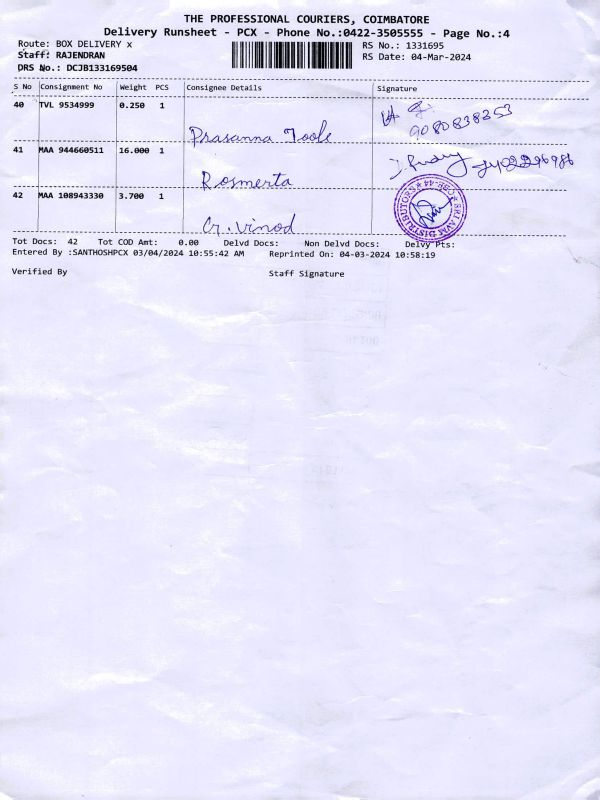 THE PROFESSIONAL COURIERS, COIMBATORE
Delivery Runsheet - PCX - Phone No.:0422-3505555 - Page No.:4
Route: BOX DELIVERY x
RS No.: 1331695
Staff: RAJENDRAN
RS Date: 04-Mar-2024
DRS No.: DCJB133169504
S No Consignment No Weight PCS Consignee Details Signature
40 TVL 9534999 0.250 1
Prasanna Tools
9080838253
41 MAA 944660511 16.000 1
Rosmerta
42 MAA 108943330 3.700 1
Cr. Vinod
SRAVM DISTRIBUTORS ★ CBE-44 ★
Tot Docs: 42 Tot COD Amt: 0.00 Delvd Docs: Non Delvd Docs: Delvy Pts:
Entered By :SANTHOSHPCX 03/04/2024 10:55:42 AM Reprinted On: 04-03-2024 10:58:19
Verified By Staff Signature